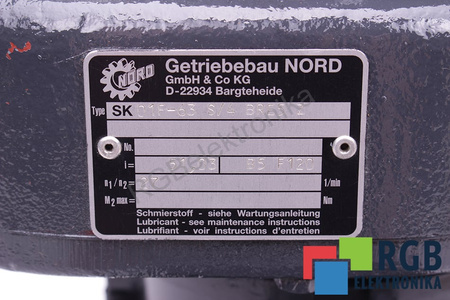 NORD
Getriebebau NORD
GmbH & Co KG
D-22934 Bargteheide
Type SK
No.
i =
n1 / n2 = 1/min
M2 max = Nm
Schmierstoff - siehe Wartungsanleitung
Lubricant - see maintenance instructions
Lubrifiant - voir instructions d'entretien
RGBElektronika
RGB
ELEKTRONIKA